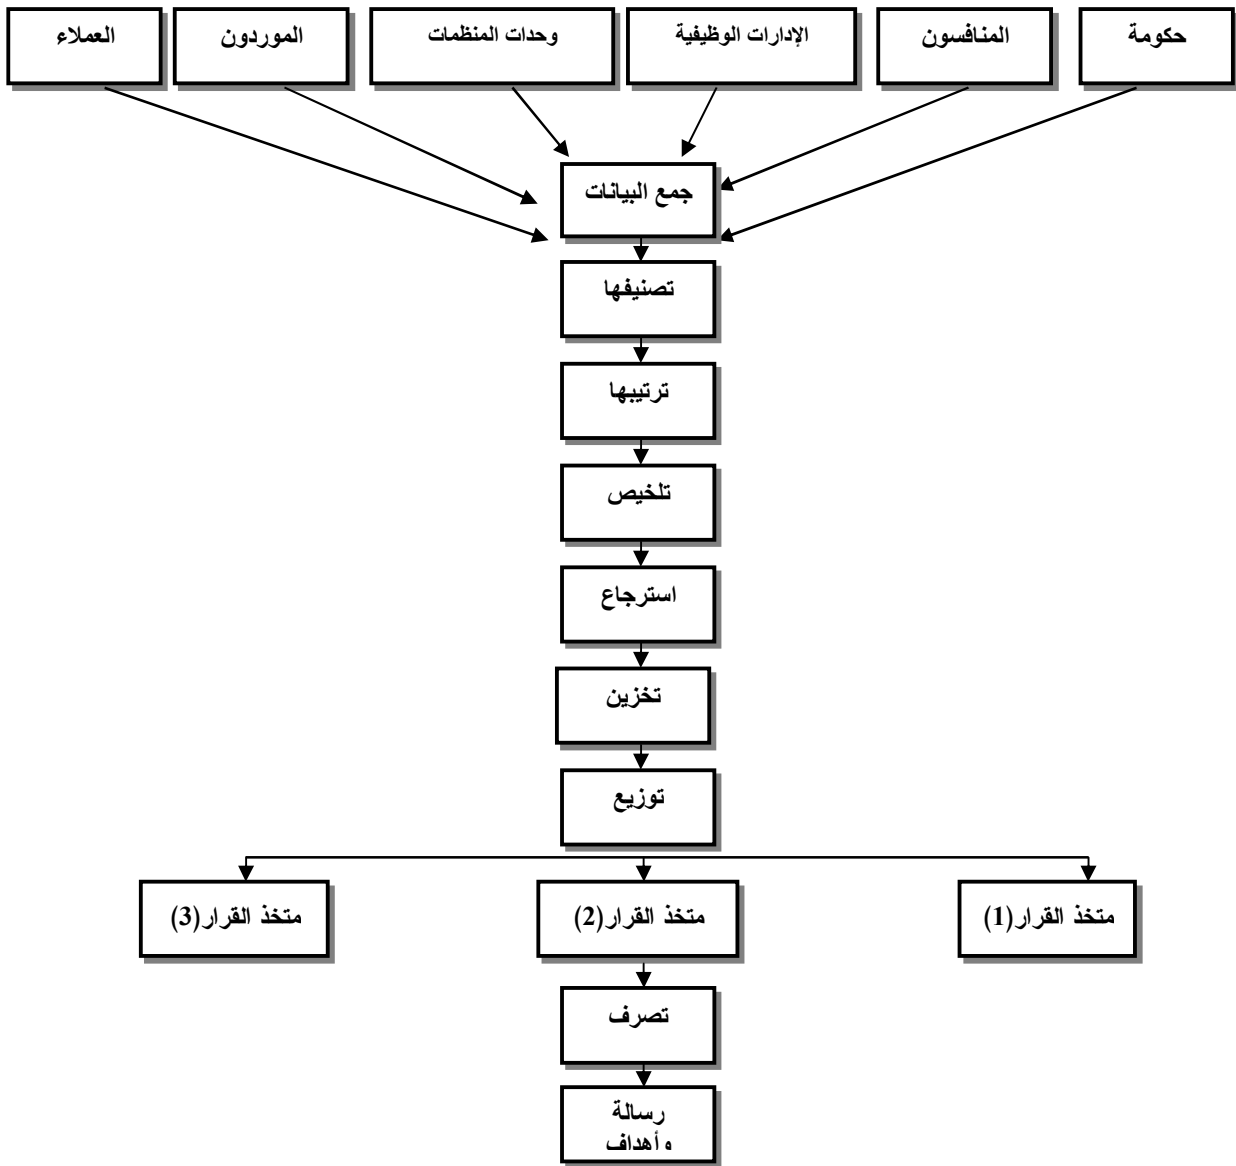 حكومة
المنافسون
الإدارات الوظيفية
وحدات المنظمات
الموردون
العملاء
جمع البيانات
تصنيفها
ترتيبها
تلخيص
استرجاع
تخزين
توزيع
متخذ القرار(1)
متخذ القرار(2)
متخذ القرار(3)
تصرف
رسالة
وأهداف